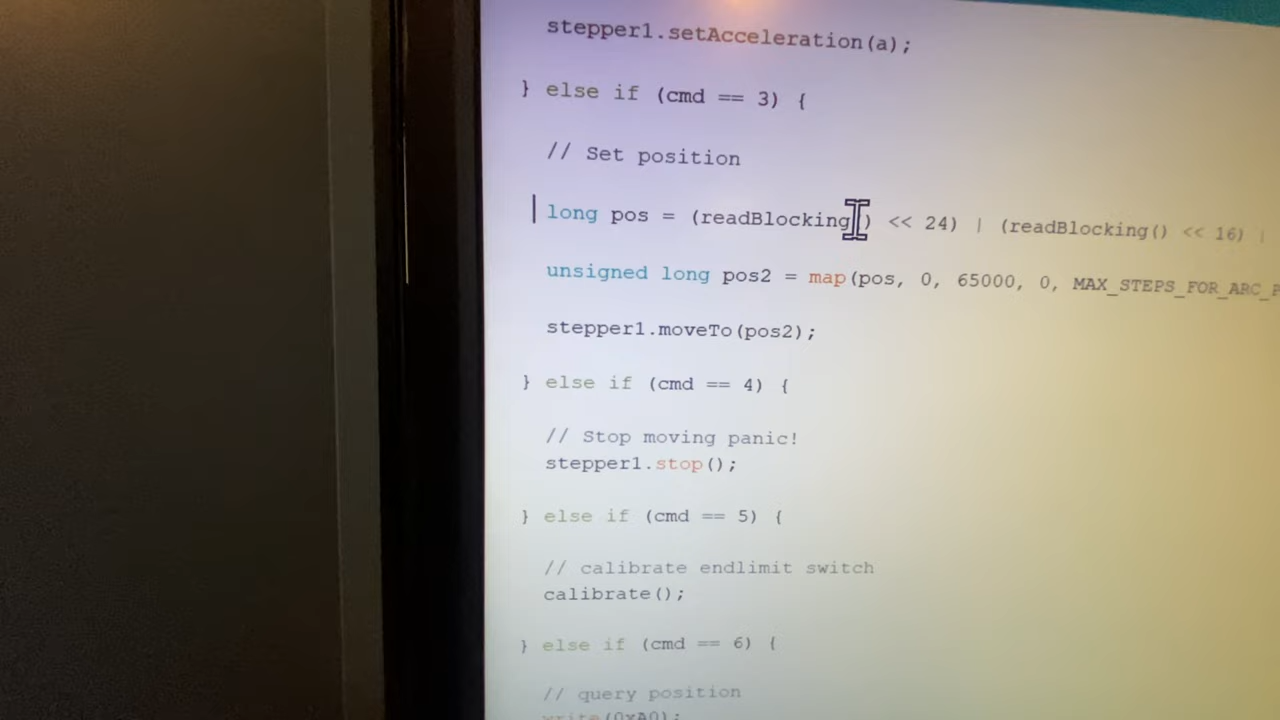 stepper1.setAcceleration(a);
} else if (cmd == 3) {
// Set position
long pos = (readBlocking() << 24) | (readBlocking() << 16) |
unsigned long pos2 = map(pos, 0, 65000, 0, MAX_STEPS_FOR_ARC_
stepper1.moveTo(pos2);
} else if (cmd == 4) {
// Stop moving panic!
stepper1.stop();
} else if (cmd == 5) {
// calibrate endlimit switch
calibrate();
} else if (cmd == 6) {
// query position
write(0xA0);